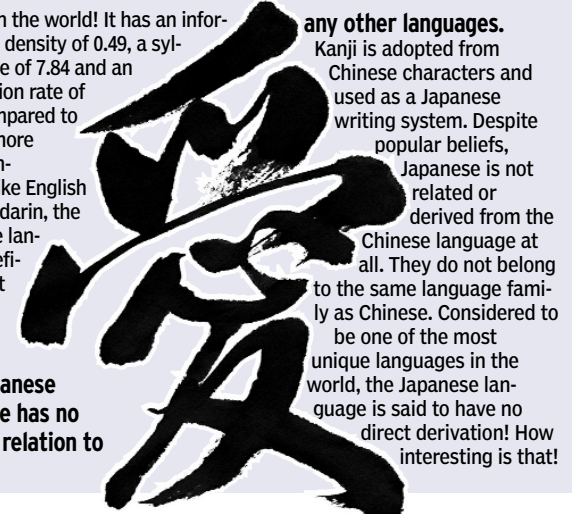 n the world! It has an infor-
density of 0.49, a syl-
e of 7.84 and an
ion rate of
mpared to
more
n-
ke English
darin, the
e lan-
efi-
t
anese
e has no
relation to
愛
any other languages.
Kanji is adopted from
Chinese characters and
used as a Japanese
writing system. Despite
popular beliefs,
Japanese is not
related or
derived from the
Chinese language at
all. They do not belong
to the same language fami-
ly as Chinese. Considered to
be one of the most
unique languages in the
world, the Japanese lan-
guage is said to have no
direct derivation! How
interesting is that!